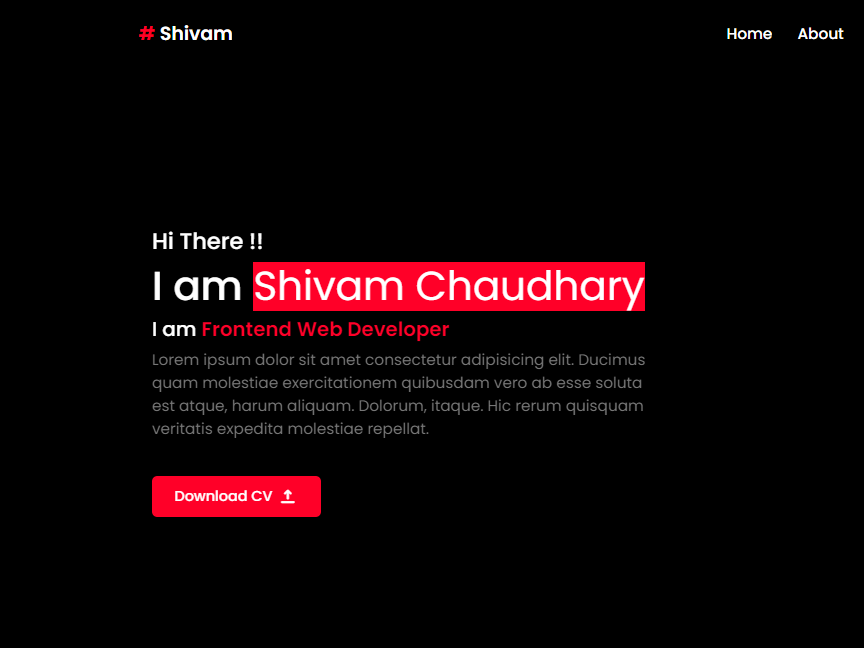 # Shivam
Home About
Hi There !!
I am Shivam Chaudhary
I am Frontend Web Developer
Lorem ipsum dolor sit amet consectetur adipisicing elit. Ducimus
quam molestiae exercitationem quibusdam vero ab esse soluta
est atque, harum aliquam. Dolorum, itaque. Hic rerum quisquam
veritatis expedita molestiae repellat.
Download CV